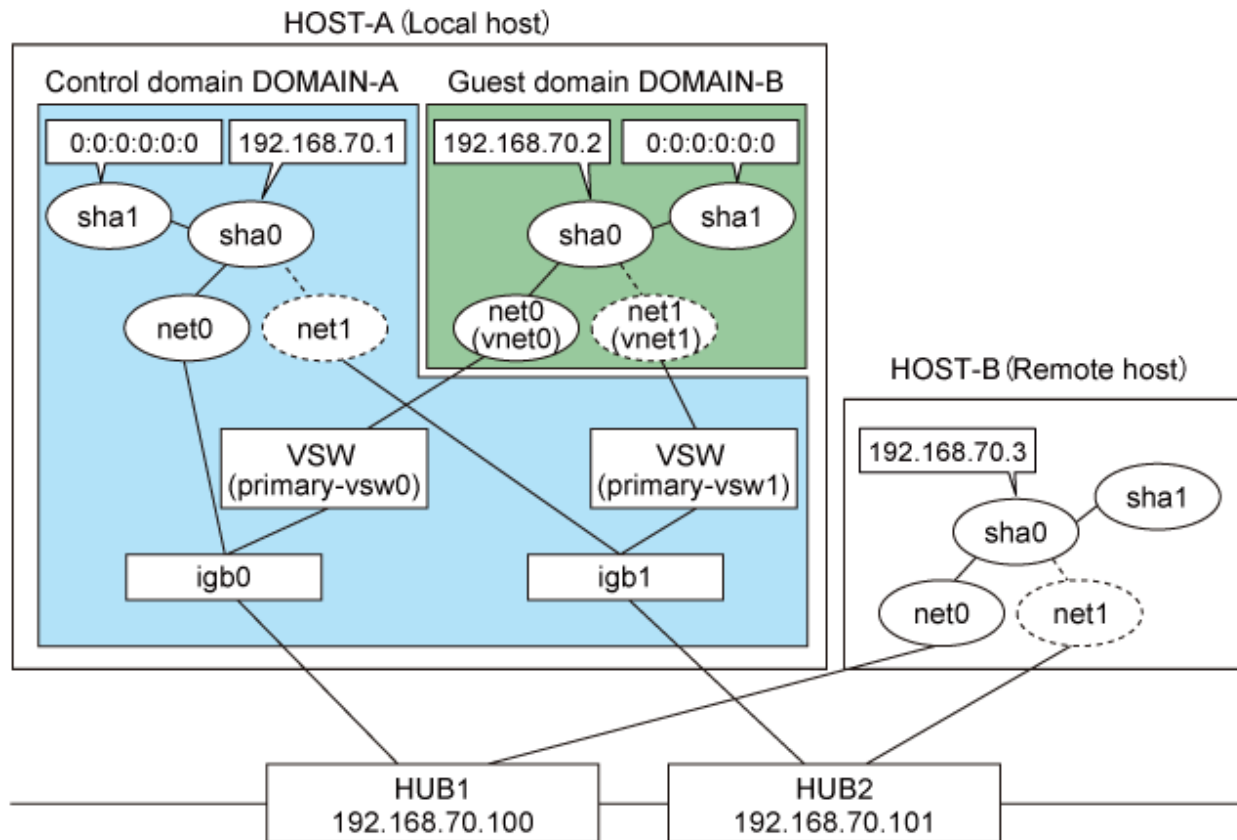 HOST-A (Local host)
Control domain DOMAIN-A
Guest domain DOMAIN-B
0:0:0:0:0:0
192.168.70.1
192.168.70.2
0:0:0:0:0:0
sha1
sha0
sha0
sha1
net0
net1
net0
(vnet0)
net1
(vnet1)
HOST-B (Remote host)
VSW
(primary-vsw0)
VSW
(primary-vsw1)
192.168.70.3
sha0
sha1
igb0
igb1
net0
net1
HUB1
192.168.70.100
HUB2
192.168.70.101